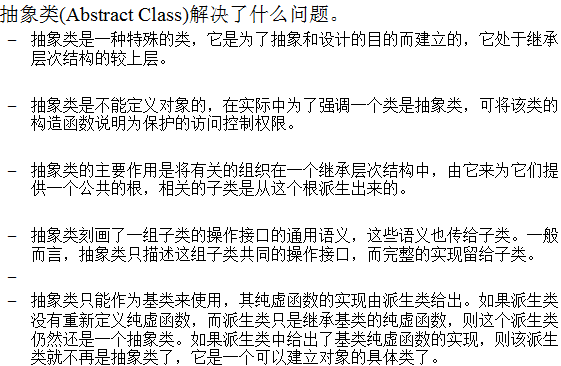 抽象类(Abstract Class)解决了什么问题。
– 抽象类是一种特殊的类，它是为了抽象和设计的目的而建立的，它处于继承
层次结构的较上层。
– 抽象类是不能定义对象的，在实际中为了强调一个类是抽象类，可将该类的
构造函数说明为保护的访问控制权限。
– 抽象类的主要作用是将有关的组织在一个继承层次结构中，由它来为它们提
供一个公共的根，相关的子类是从这个根派生出来的。
– 抽象类刻画了一组子类的操作接口的通用语义，这些语义也传给子类。一般
而言，抽象类只描述这组子类共同的操作接口，而完整的实现留给子类。
–
– 抽象类只能作为基类来使用，其纯虚函数的实现由派生类给出。如果派生类
没有重新定义纯虚函数，而派生类只是继承基类的纯虚函数，则这个派生类
仍然还是一个抽象类。如果派生类中给出了基类纯虚函数的实现，则该派生
类就不再是抽象类了，它是一个可以建立对象的具体类了。